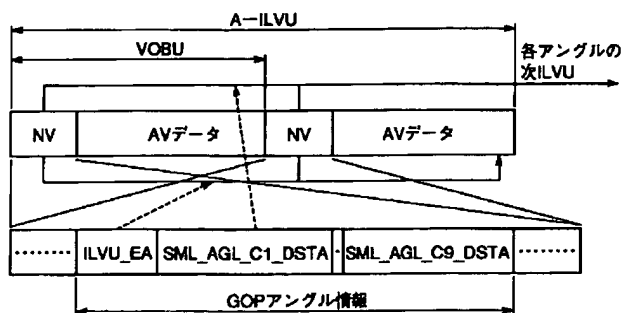 A－ILVU
VOBU
各アングルの
次ILVU
NV AVデータ NV AVデータ
……… ILVU_EA SML_AGL_C1_DSTA · SML_AGL_C9_DSTA ………
GOPアングル情報